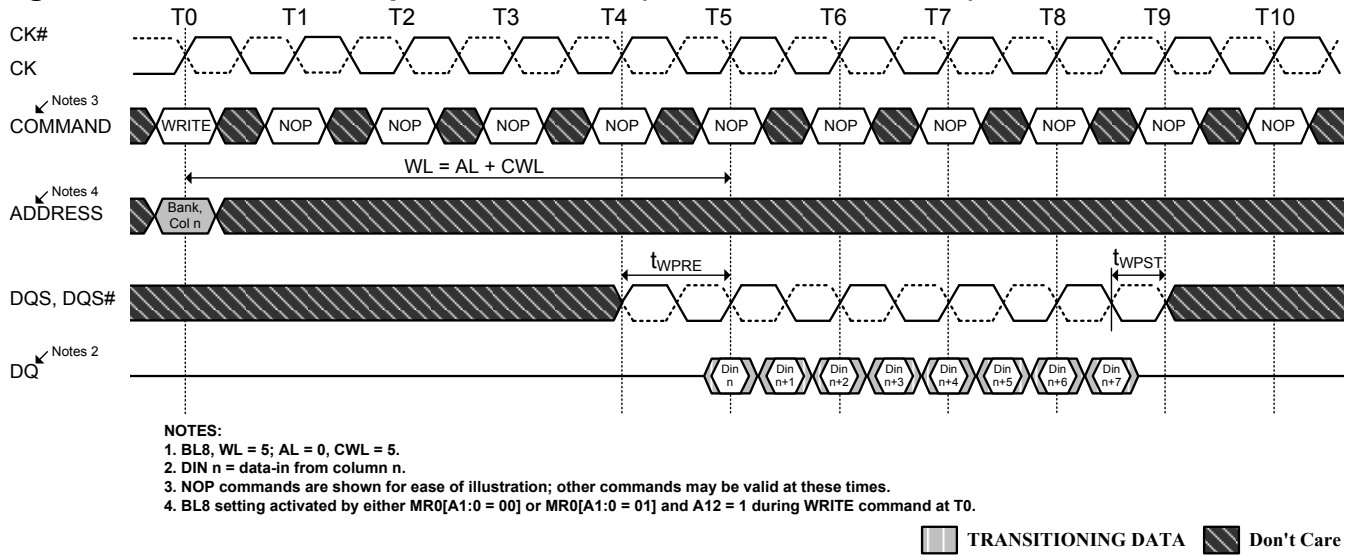 T0 T1 T2 T3 T4 T5 T6 T7 T8 T9 T10
CK#
CK
Notes 3
COMMAND WRITE NOP NOP NOP NOP NOP NOP NOP NOP NOP NOP
WL = AL + CWL
Notes 4
ADDRESS
Bank,
Col n
tWPRE tWPST
DQS, DQS#
Notes 2
DQ
Din Din Din Din Din Din Din Din
n n+1 n+2 n+3 n+4 n+5 n+6 n+7
NOTES:
1. BL8, WL = 5; AL = 0, CWL = 5.
2. DIN n = data-in from column n.
3. NOP commands are shown for ease of illustration; other commands may be valid at these times.
4. BL8 setting activated by either MR0[A1:0 = 00] or MR0[A1:0 = 01] and A12 = 1 during WRITE command at T0.
TRANSITIONING DATA Don't Care